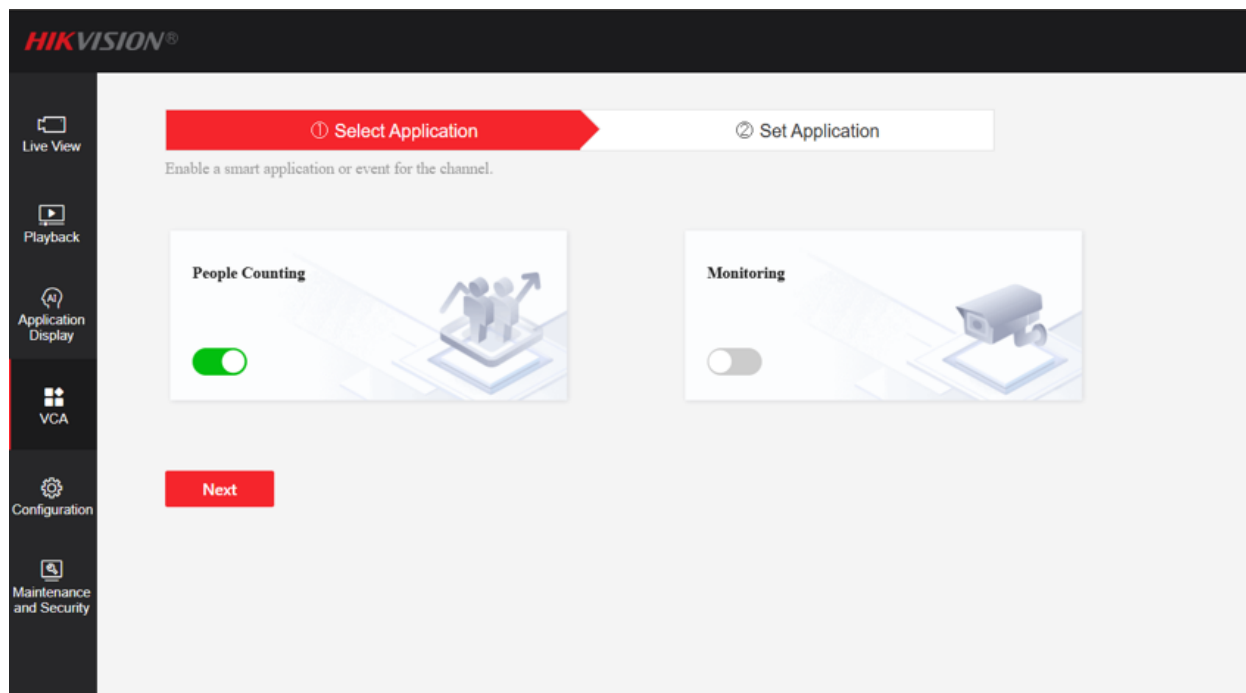 HIKVISION®
Live View
Playback
AI
Application
Display
VCA
Configuration
Maintenance
and Security
① Select Application
② Set Application
Enable a smart application or event for the channel.
People Counting
Monitoring
Next